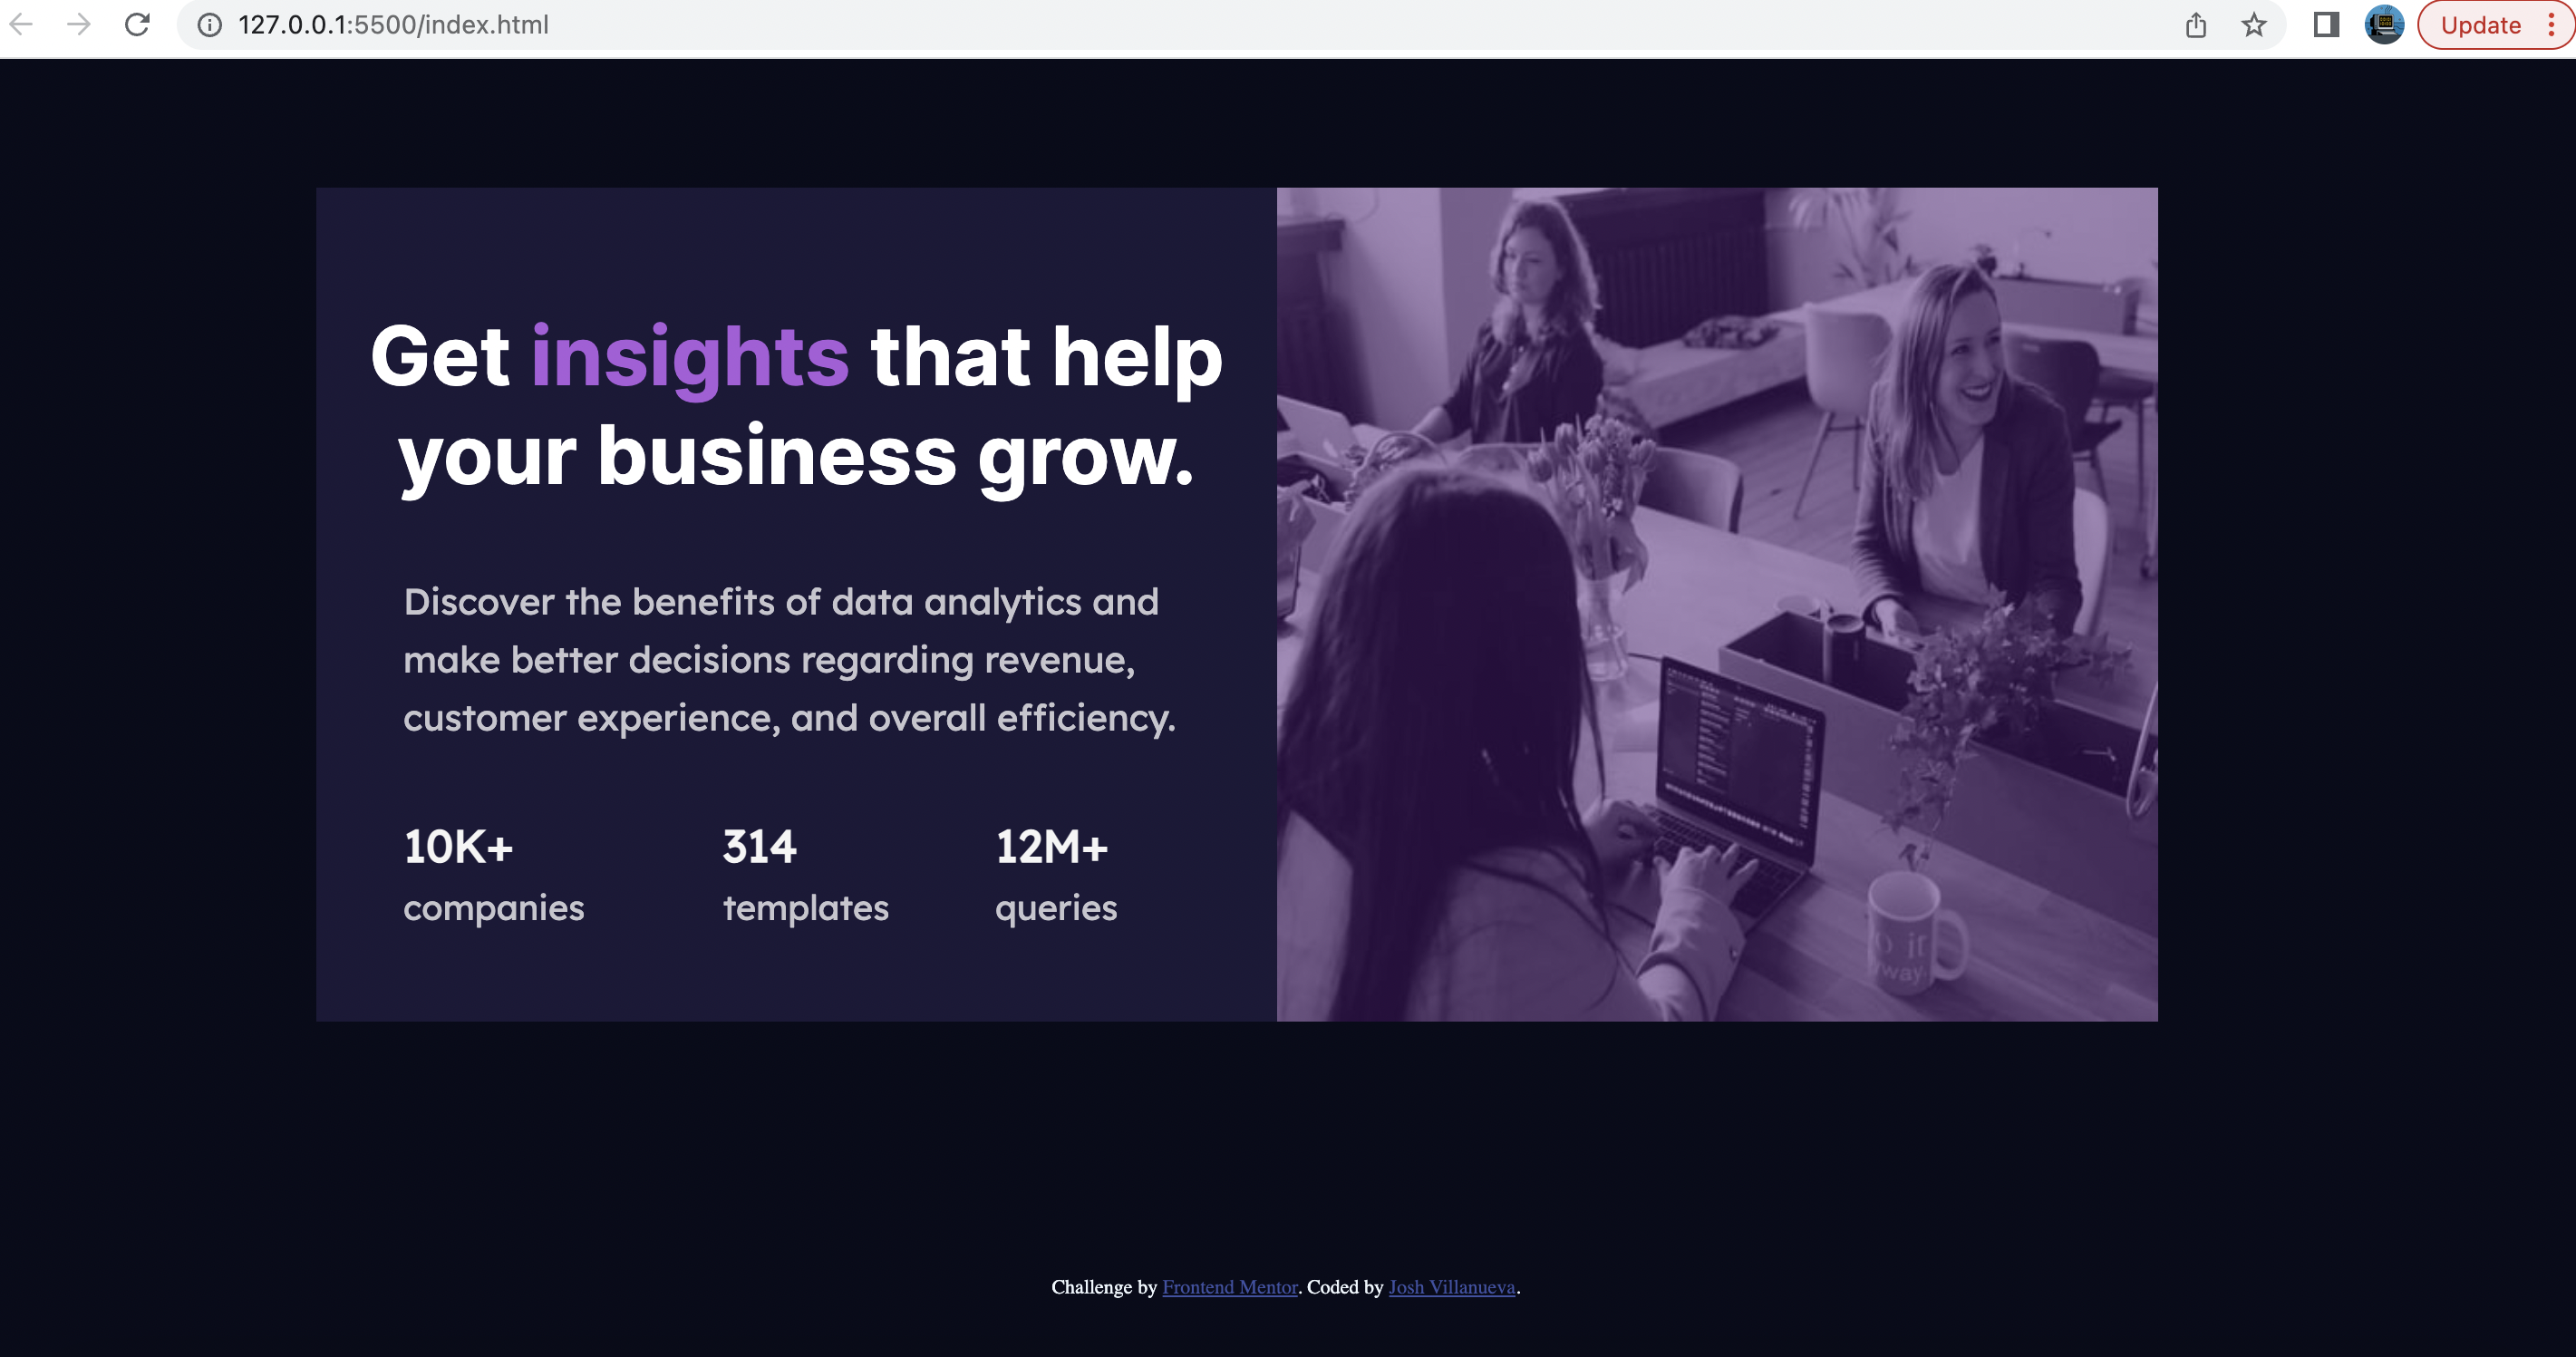 127.0.0.1:5500/index.html
Update
Get insights that help
your business grow.
Discover the benefits of data analytics and
make better decisions regarding revenue,
customer experience, and overall efficiency.
10K+ 314 12M+
companies templates queries
way.
Challenge by Frontend Mentor. Coded by Josh Villanueva.